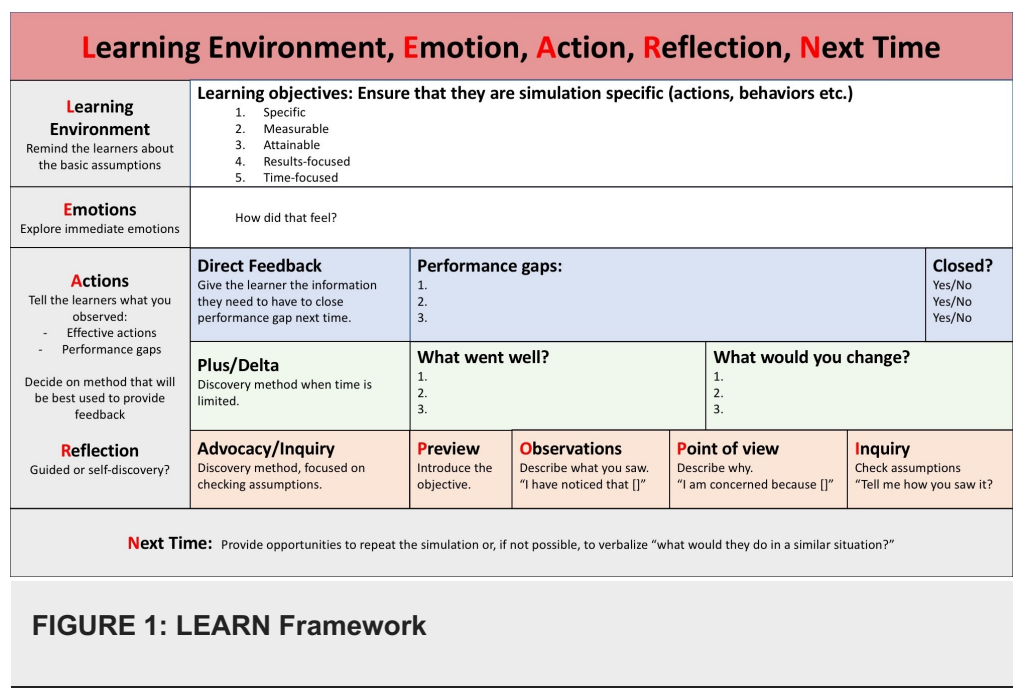 Learning Environment, Emotion, Action, Reflection, Next Time
Learning
Environment
Remind the learners about
the basic assumptions
Learning objectives: Ensure that they are simulation specific (actions, behaviors etc.)
1. Specific
2. Measurable
3. Attainable
4. Results-focused
5. Time-focused
Emotions
Explore immediate emotions
How did that feel?
Actions
Tell the learners what you
observed:
- Effective actions
- Performance gaps
Decide on method that will
be best used to provide
feedback
Direct Feedback
Give the learner the information
they need to have to close
performance gap next time.
Performance gaps:
1.
2.
3.
Closed?
Yes/No
Yes/No
Yes/No
Plus/Delta
Discovery method when time is
limited.
What went well?
1.
2.
3.
What would you change?
1.
2.
3.
Reflection
Guided or self-discovery?
Advocacy/Inquiry
Discovery method, focused on
checking assumptions.
Preview
Introduce the
objective.
Observations
Describe what you saw.
“I have noticed that []”
Point of view
Describe why.
“I am concerned because []”
Inquiry
Check assumptions
“Tell me how you saw it?
Next Time: Provide opportunities to repeat the simulation or, if not possible, to verbalize “what would they do in a similar situation?”
FIGURE 1: LEARN Framework